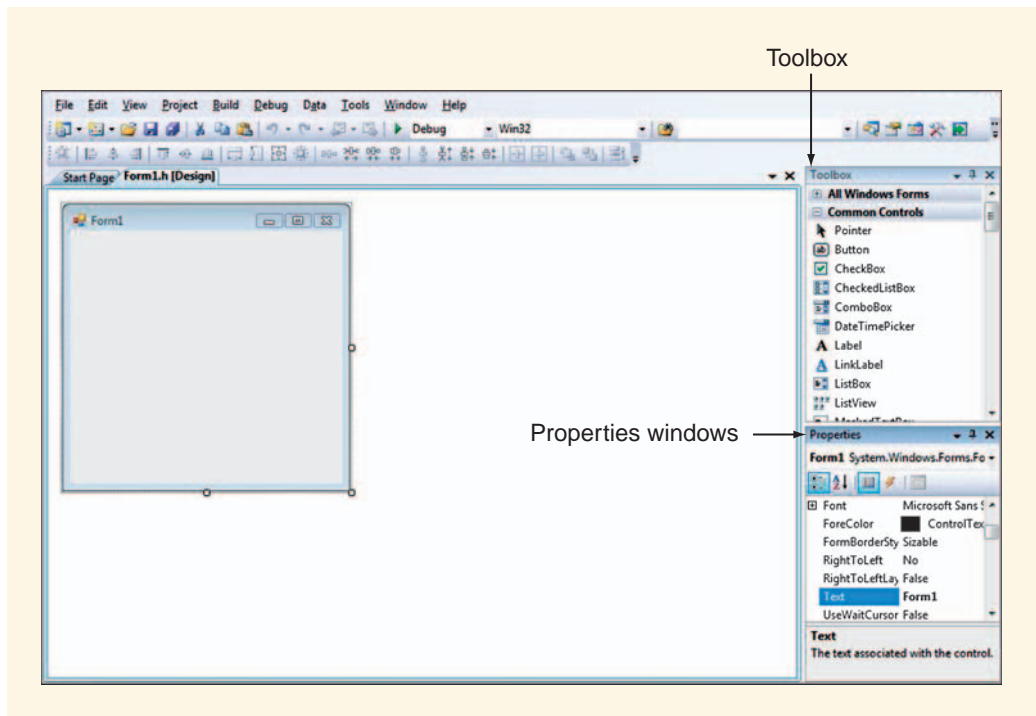 Toolbox
File Edit View Project Build Debug Data Tools Window Help
Debug Win32
Start Page Form1.h [Design]
Toolbox
Form1
All Windows Forms
Common Controls
Pointer
Button
CheckBox
CheckedListBox
ComboBox
DateTimePicker
Label
LinkLabel
ListBox
ListView
Properties windows
Properties
Form1 System.Windows.Forms.Fo
Font Microsoft Sans S
ForeColor ControlTex
FormBorderSty Sizable
RightToLeft No
RightToLeftLay False
Text Form1
UseWaitCursor False
Text
The text associated with the control.